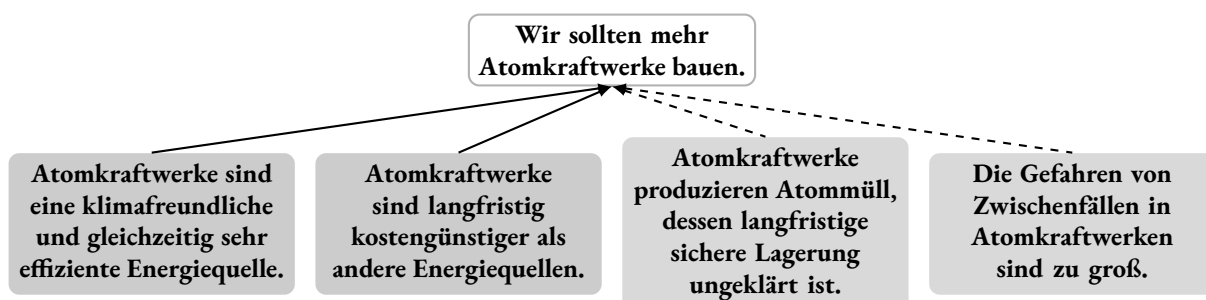 Wir sollten mehr
Atomkraftwerke bauen.
Atomkraftwerke sind
eine klimafreundliche
und gleichzeitig sehr
effiziente Energiequelle.
Atomkraftwerke
sind langfristig
kostengünstiger als
andere Energiequellen.
Atomkraftwerke
produzieren Atommüll,
dessen langfristige
sichere Lagerung
ungeklärt ist.
Die Gefahren von
Zwischenfällen in
Atomkraftwerken
sind zu groß.